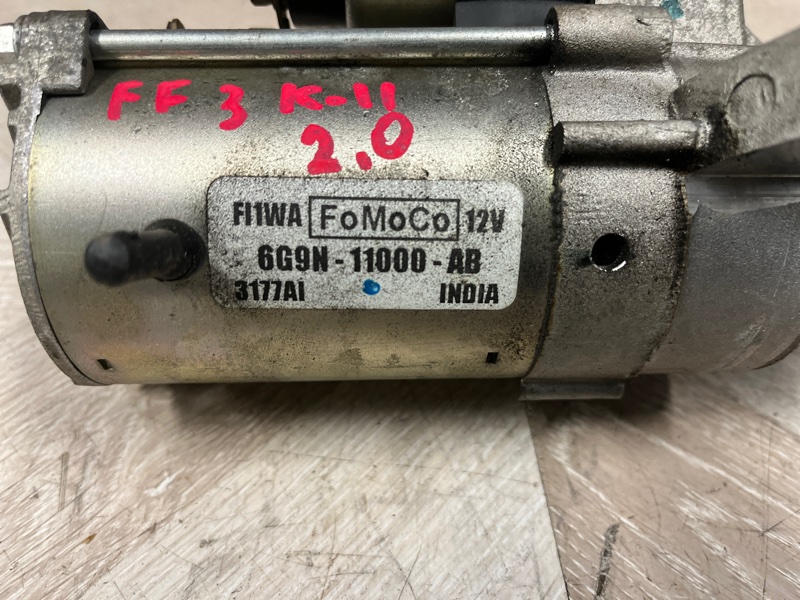 FF 3 K-11
2.0
FI1WA FoMoCo 12V
6G9N - 11000 - AB
3177AI INDIA